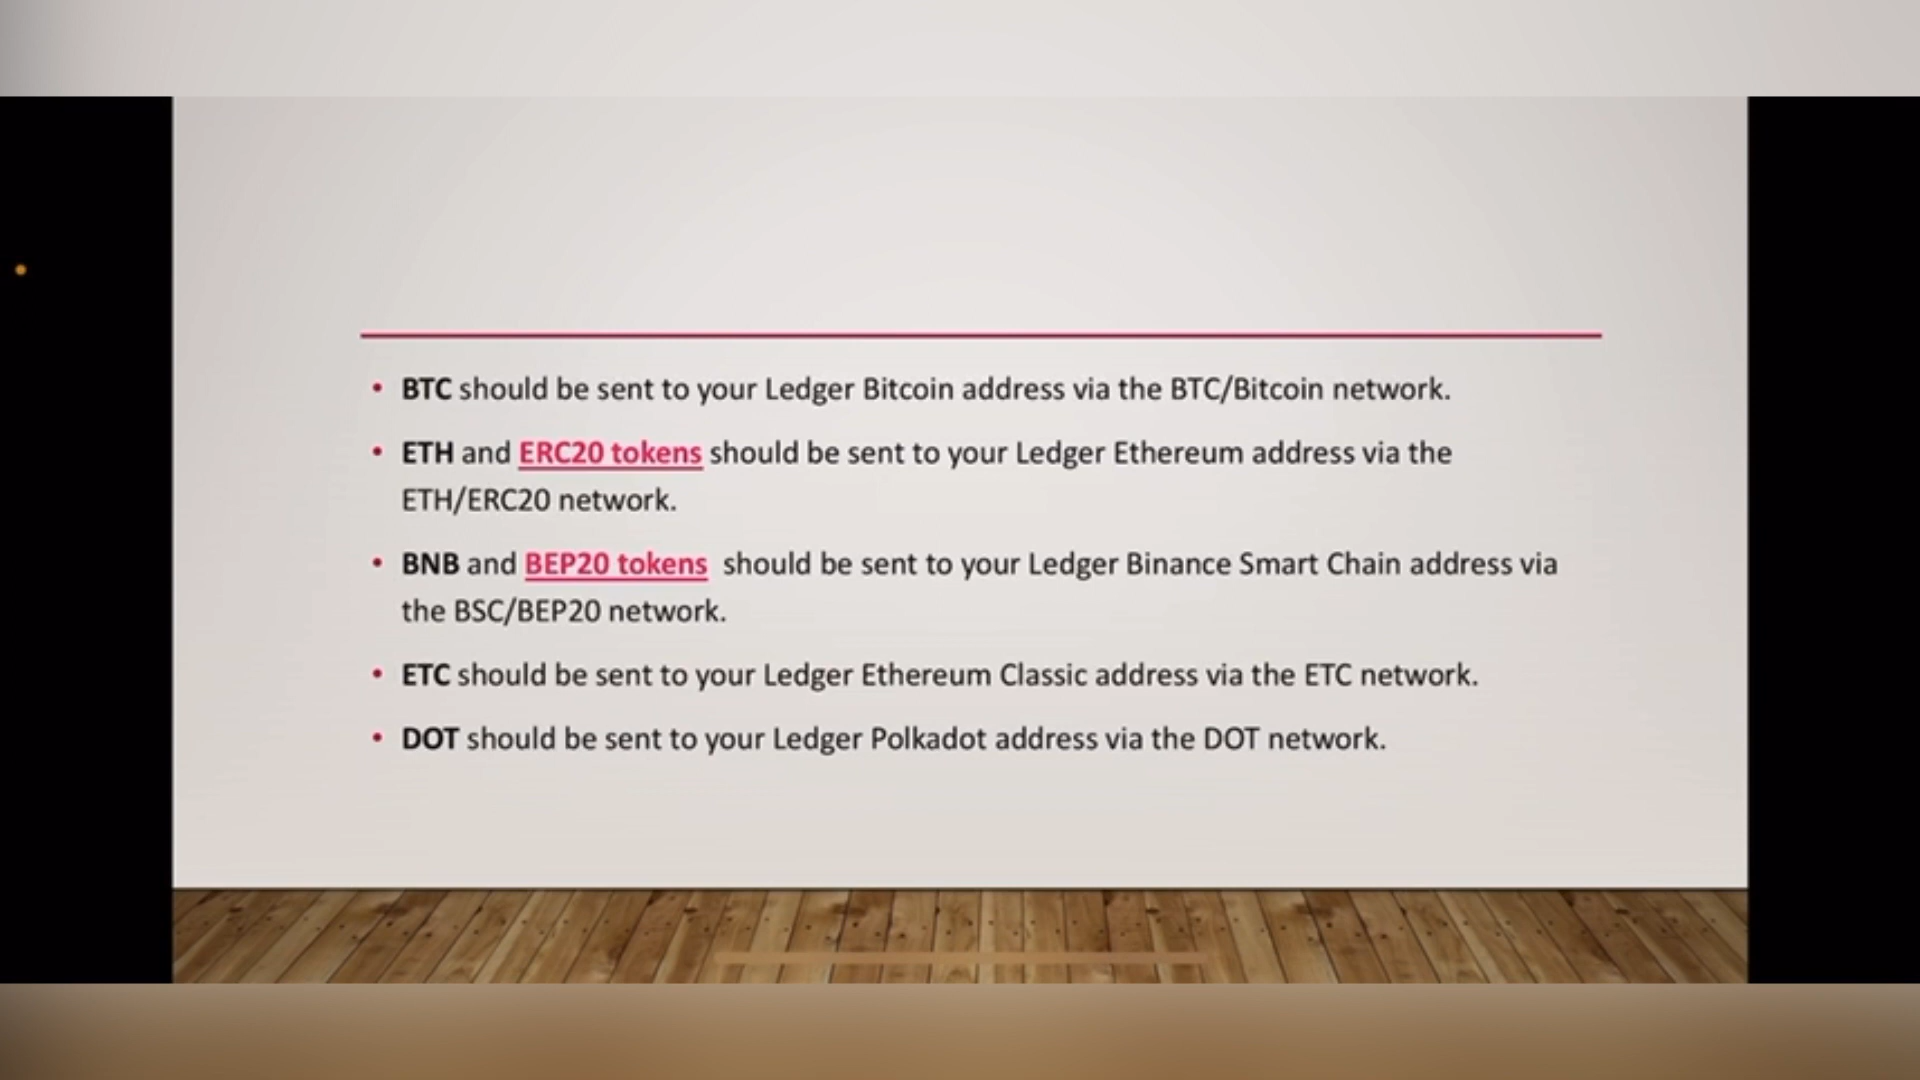 • BTC should be sent to your Ledger Bitcoin address via the BTC/Bitcoin network.
• ETH and ERC20 tokens should be sent to your Ledger Ethereum address via the
ETH/ERC20 network.
• BNB and BEP20 tokens should be sent to your Ledger Binance Smart Chain address via
the BSC/BEP20 network.
• ETC should be sent to your Ledger Ethereum Classic address via the ETC network.
• DOT should be sent to your Ledger Polkadot address via the DOT network.